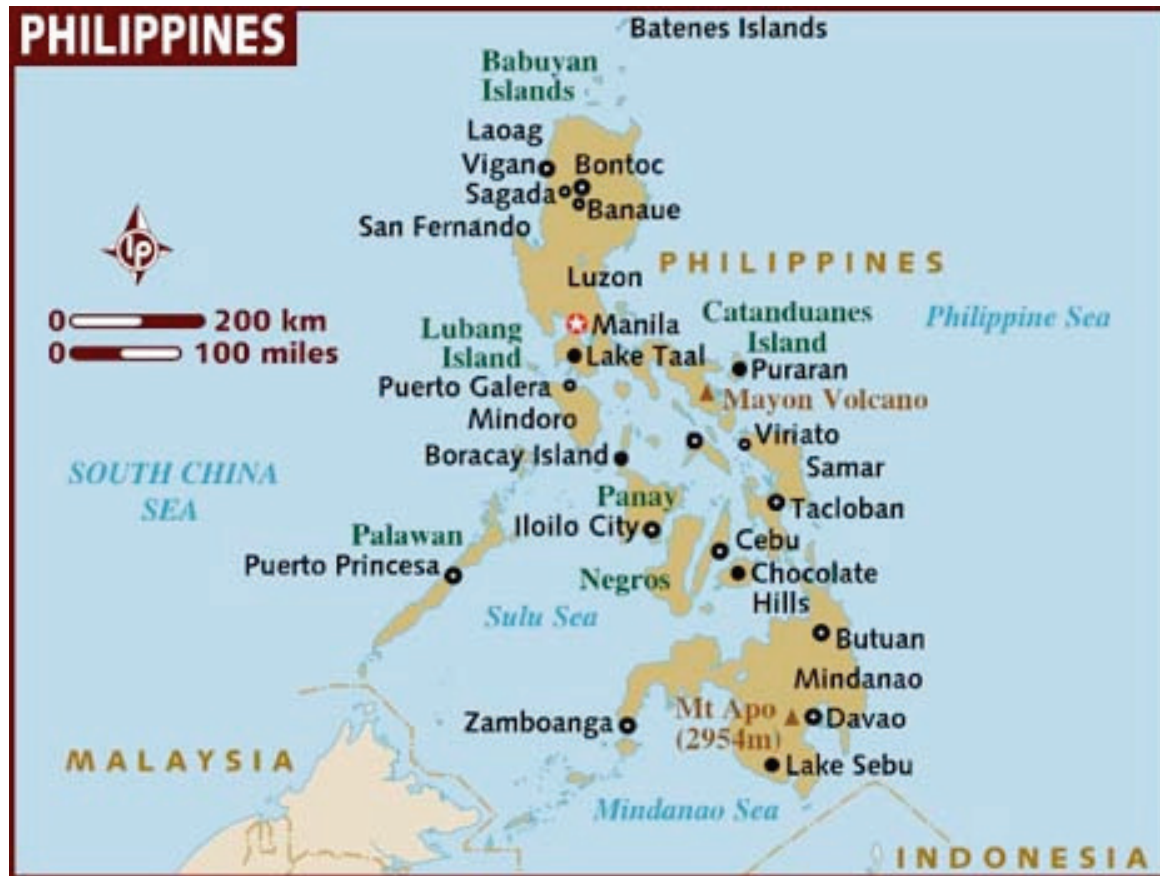 PHILIPPINES
Batenes Islands
Babuyan
Islands
Laoag
Vigan
Bontoc
Sagada
Banaue
San Fernando
lp
PHILIPPINES
Luzon
0 200 km
0 100 miles
Manila
Catanduanes
Island
Philippine Sea
Lubang
Island
Lake Taal
Puraran
Puerto Galera
Mayon Volcano
Mindoro
Viriato
Boracay Island
Samar
SOUTH CHINA
SEA
Panay
Tacloban
Iloilo City
Palawan
Cebu
Puerto Princesa
Negros
Chocolate
Hills
Sulu Sea
Butuan
Mindanao
Mt Apo
(2954m)
Davao
Zamboanga
MALAYSIA
Lake Sebu
Mindanao Sea
INDONESIA